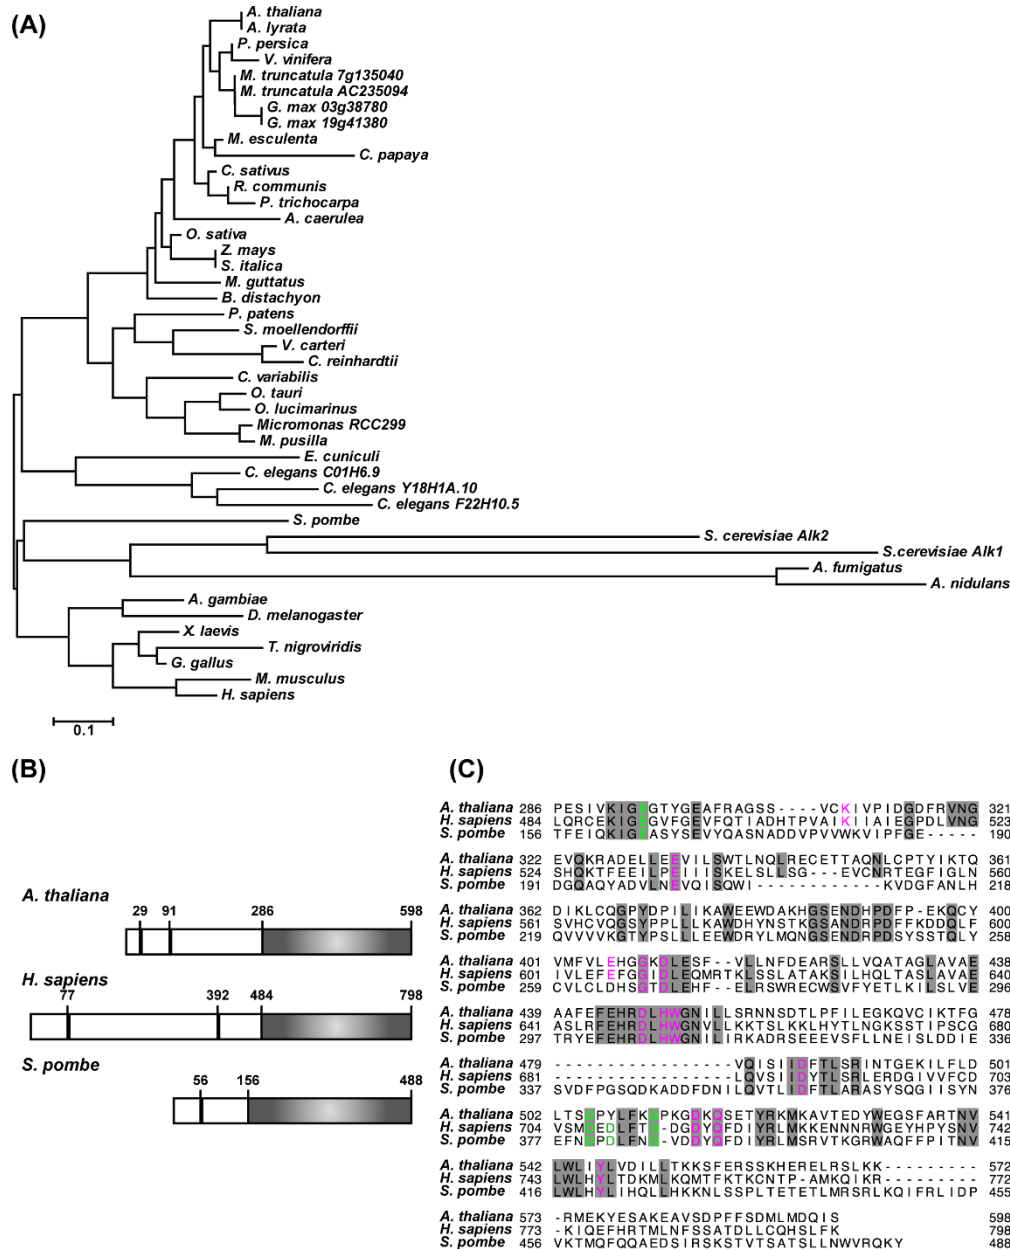 (A)
A. thaliana
A. lyrata
P. persica
V. vinifera
M. truncatula 7g135040
M. truncatula AC235094
G. max 03g38780
G. max 19g41380
M. esculenta
C. papaya
C. sativus
R. communis
P. trichocarpa
A. caerulea
O. sativa
Z. mays
S. italica
M. guttatus
B. distachyon
P. patens
S. moellendorffii
V. carteri
C. reinhardtii
C. variabilis
O. tauri
O. lucimarinus
Micromonas RCC299
M. pusilla
E. cuniculi
C. elegans C01H6.9
C. elegans Y18H1A.10
C. elegans F22H10.5
S. pombe
S. cerevisiae Alk2
S.cerevisiae Alk1
A. fumigatus
A. nidulans
A. gambiae
D. melanogaster
X. laevis
T. nigroviridis
G. gallus
M. musculus
H. sapiens
0.1
(B)
A. thaliana
29 91 286 598
H. sapiens
77 392 484 798
S. pombe
56 156 488
(C)
A. thaliana 286 PESIVKIGEGTYGEAFRAGSS----VCKIVPIDGDFRVNG 321
H. sapiens 484 LQRCEKIGEGVFGEVFQTIADHTPVAIKIIAIEGPDLVNG 523
S. pombe 156 TFEIQKIGEASYSEVYQASNADDVPVVWKVIPFGE----- 190
A. thaliana 322 EVQKRADELLEEVILSWTLNQLRECETTAQNLCPTYIKTQ 361
H. sapiens 524 SHQKTFEEILPEIIISKELSLLSG---EVCNRTEGFIGLN 560
S. pombe 191 DGQAQYADVLNEVQISQWI------------KVDGFANLH 218
A. thaliana 362 DIKLCQGPYDPILIKAWEEWDAKHGSENDHPDFP-EKQCY 400
H. sapiens 561 SVHCVQGSYPPLLLKAWDHYNSTKGSANDRPDFFKDDQLF 600
S. pombe 219 QVVVVKGTYPSLLLEEWDRYLMQNGSENDRPDSYSSTQLY 258
A. thaliana 401 VMFVLEHGGKDLESF--VLLNFDEARSLLVQATAGLAVAE 438
H. sapiens 601 IVLEFEFGGIDLEQMRTKLSSLATAKSILHQLTASLAVAE 640
S. pombe 259 CVLCLDHSGTDLEHF--ELRSWRECWSVFYETLKILSLVE 296
A. thaliana 439 AAFEFEHRDLHWGNILLSRNNSDTLPFILEGKQVCIKTFG 478
H. sapiens 641 ASLRFEHRDLHWGNVLLKKTSLKKLHYTLNGKSSTIPSCG 680
S. pombe 297 TRYEFEHRDLHWGNILIRKADRSEEEVSFLLNEISLDDIE 336
A. thaliana 479 -----------------VQISIIDFTLSRINTGEKILFLD 501
H. sapiens 681 -----------------LQVSIIDYTLSRLERDGIVVFCD 703
S. pombe 337 SVDFPGSQDKADDFDNILQVTLIDFTLARASYSQGIISYN 376
A. thaliana 502 LTSDPYLFKGPKGDKQSETYRKMKAVTEDYWEGSFARTNV 541
H. sapiens 704 VSMDEDLFTG-DGDYQFDIYRLMKKENNNRWGEYHPYSNV 742
S. pombe 377 EFNDPDLFNG-VDDYQFDIYRLMSRVTKGRWAQFFPITNV 415
A. thaliana 542 LWLIYLVDILLTKKSFERSSKHERELRSLKK--------- 572
H. sapiens 743 LWLHYLTDKMLKQMTFKTKCNTP-AMKQIKR--------- 772
S. pombe 416 LWLHYLIHQLLHKKNLSSPLTETETLMRSRLKQIFRLIDP 455
A. thaliana 573 -RMEKYESAKEAVSDPFFSDMLMDQIS 598
H. sapiens 773 -KIQEFHRTMLNFSSATDLLCQHSLFK 798
S. pombe 456 VKTMQFQQAEDSIRSKSTVTSATSLLNWVRQKY 488